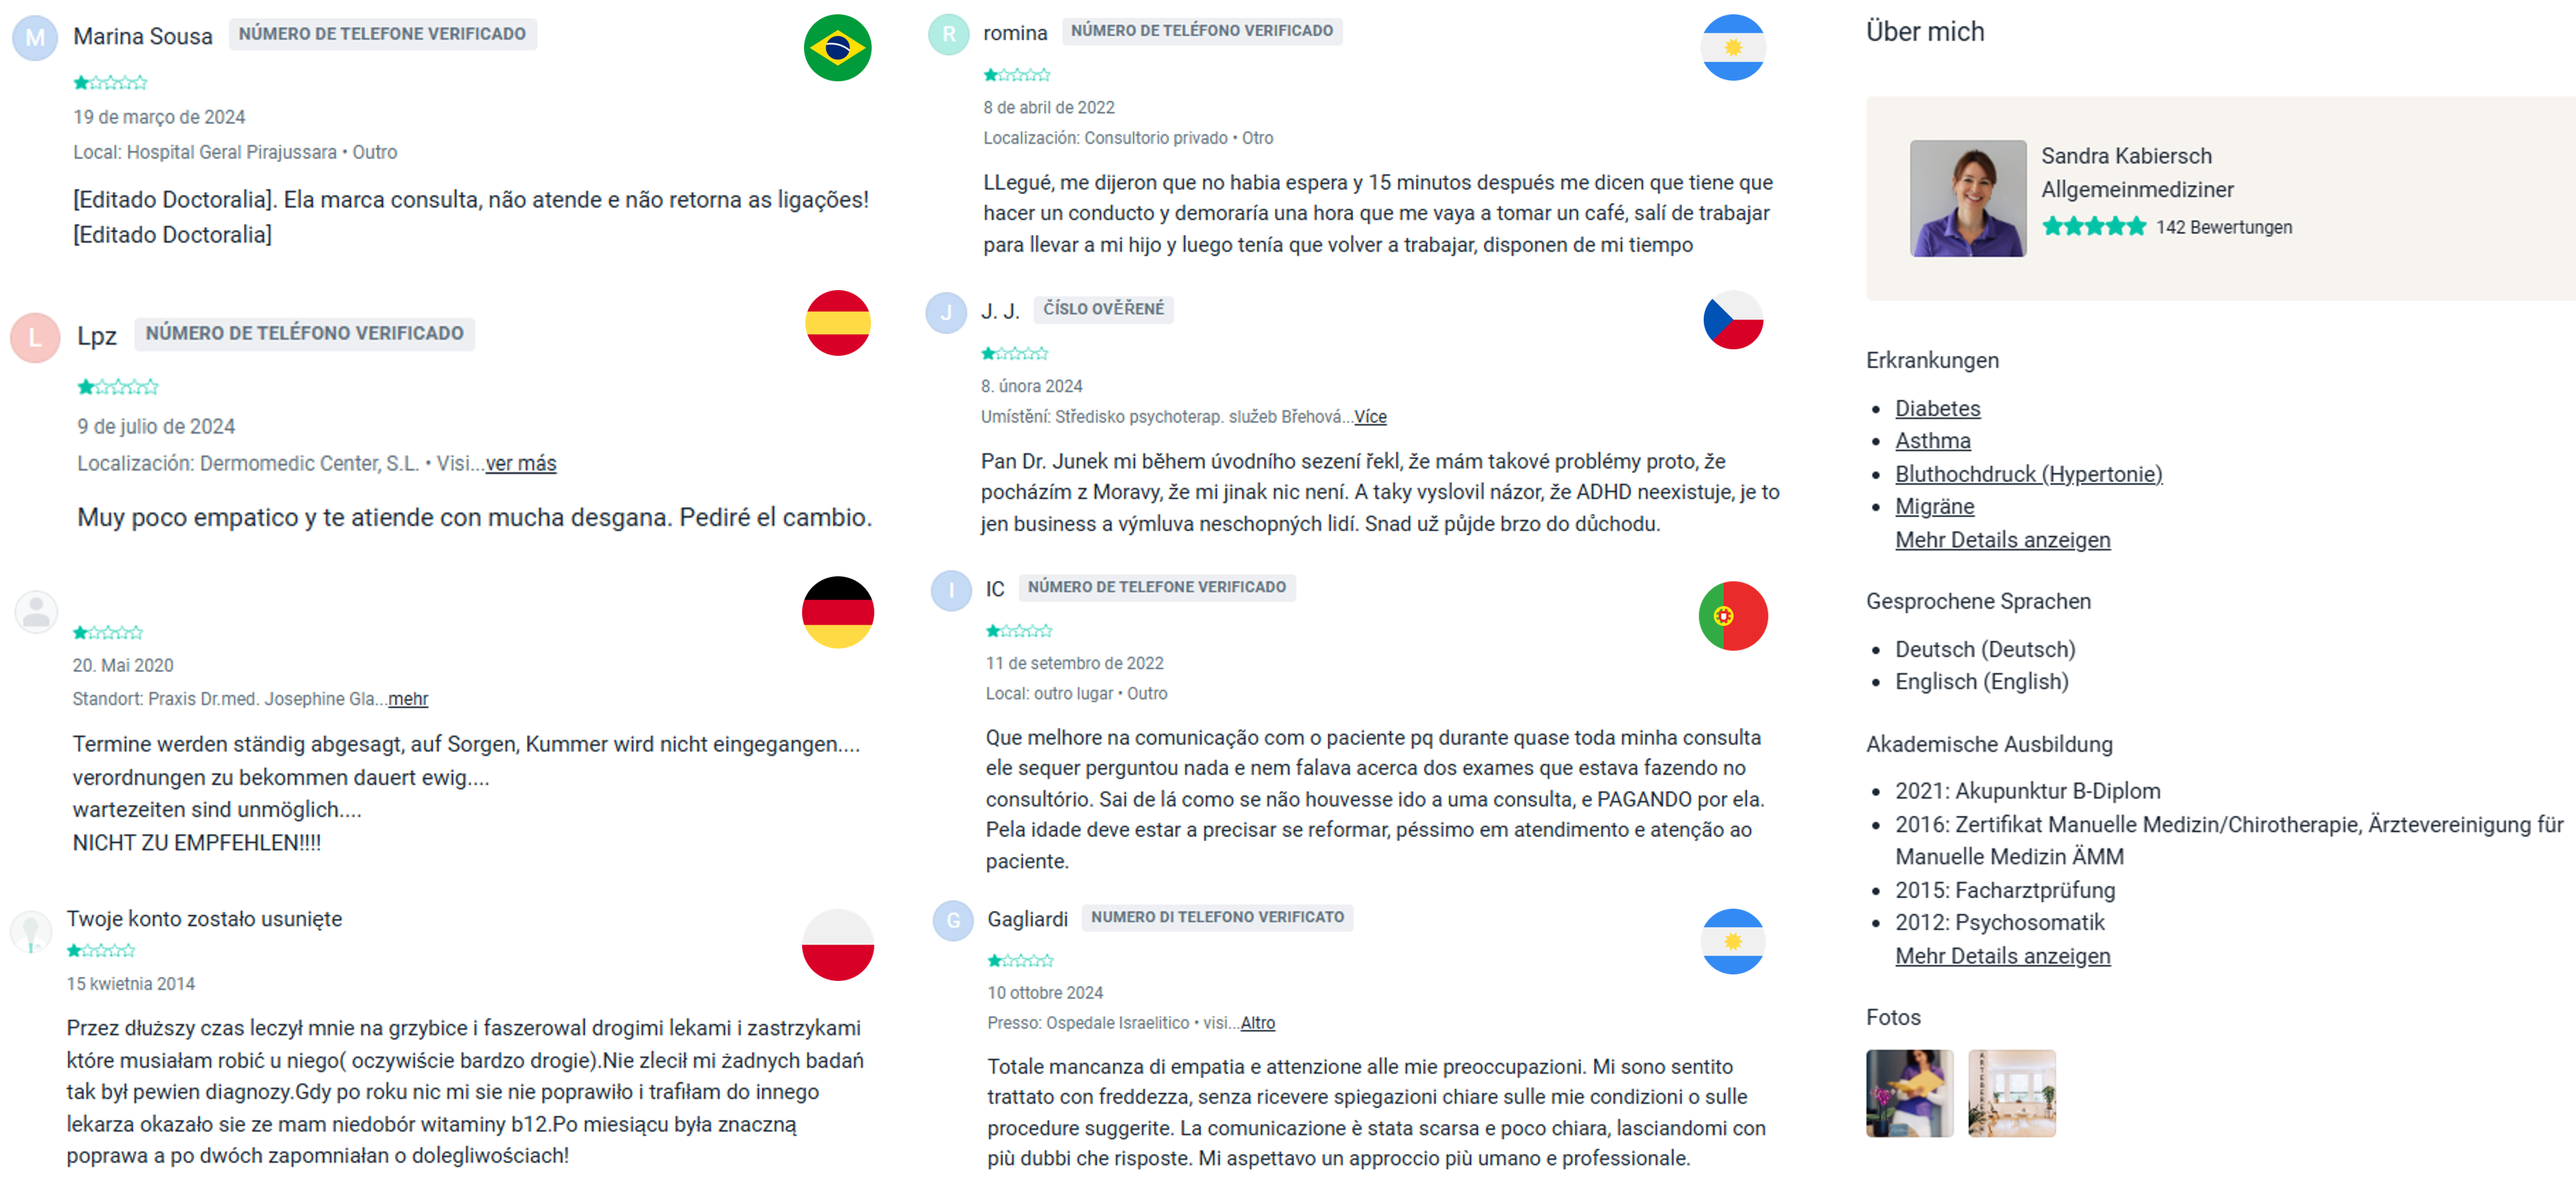 M
Marina Sousa NÚMERO DE TELEFONE VERIFICADO
19 de março de 2024
Local: Hospital Geral Pirajussara • Outro
[Editado Doctoralia]. Ela marca consulta, não atende e não retorna as ligações!
[Editado Doctoralia]
L
Lpz NÚMERO DE TELÉFONO VERIFICADO
9 de julio de 2024
Localización: Dermomedic Center, S.L. • Visi...ver más
Muy poco empatico y te atiende con mucha desgana. Pediré el cambio.
20. Mai 2020
Standort: Praxis Dr.med. Josephine Gla...mehr
Termine werden ständig abgesagt, auf Sorgen, Kummer wird nicht eingegangen....
verordnungen zu bekommen dauert ewig....
wartezeiten sind unmöglich....
NICHT ZU EMPFEHLEN!!!!
Twoje konto zostało usunięte
15 kwietnia 2014
Przez dłuższy czas leczył mnie na grzybice i faszerowal drogimi lekami i zastrzykami
które musiałam robić u niego( oczywiście bardzo drogie).Nie zlecił mi żadnych badań
tak był pewien diagnozy.Gdy po roku nic mi sie nie poprawiło i trafiłam do innego
lekarza okazało sie ze mam niedobór witaminy b12.Po miesiącu była znaczną
poprawa a po dwóch zapomniałan o dolegliwościach!
R
romina NÚMERO DE TELÉFONO VERIFICADO
8 de abril de 2022
Localización: Consultorio privado • Otro
LLegué, me dijeron que no habia espera y 15 minutos después me dicen que tiene que
hacer un conducto y demoraría una hora que me vaya a tomar un café, salí de trabajar
para llevar a mi hijo y luego tenía que volver a trabajar, disponen de mi tiempo
J
J. J. ČÍSLO OVĚŘENÉ
8. února 2024
Umístění: Středisko psychoterap. služeb Břehová...Více
Pan Dr. Junek mi během úvodního sezení řekl, že mám takové problémy proto, že
pocházím z Moravy, že mi jinak nic není. A taky vyslovil názor, že ADHD neexistuje, je to
jen business a výmluva neschopných lidí. Snad už půjde brzo do důchodu.
I
IC NÚMERO DE TELEFONE VERIFICADO
11 de setembro de 2022
Local: outro lugar • Outro
Que melhore na comunicação com o paciente pq durante quase toda minha consulta
ele sequer perguntou nada e nem falava acerca dos exames que estava fazendo no
consultório. Sai de lá como se não houvesse ido a uma consulta, e PAGANDO por ela.
Pela idade deve estar a precisar se reformar, péssimo em atendimento e atenção ao
paciente.
G
Gagliardi NUMERO DI TELEFONO VERIFICATO
10 ottobre 2024
Presso: Ospedale Israelitico • visi...Altro
Totale mancanza di empatia e attenzione alle mie preoccupazioni. Mi sono sentito
trattato con freddezza, senza ricevere spiegazioni chiare sulle mie condizioni o sulle
procedure suggerite. La comunicazione è stata scarsa e poco chiara, lasciandomi con
più dubbi che risposte. Mi aspettavo un approccio più umano e professionale.
Über mich
Sandra Kabiersch
Allgemeinmediziner
142 Bewertungen
Erkrankungen
• Diabetes
• Asthma
• Bluthochdruck (Hypertonie)
• Migräne
Mehr Details anzeigen
Gesprochene Sprachen
• Deutsch (Deutsch)
• Englisch (English)
Akademische Ausbildung
• 2021: Akupunktur B-Diplom
• 2016: Zertifikat Manuelle Medizin/Chirotherapie, Ärztevereinigung für
Manuelle Medizin ÄMM
• 2015: Facharztprüfung
• 2012: Psychosomatik
Mehr Details anzeigen
Fotos